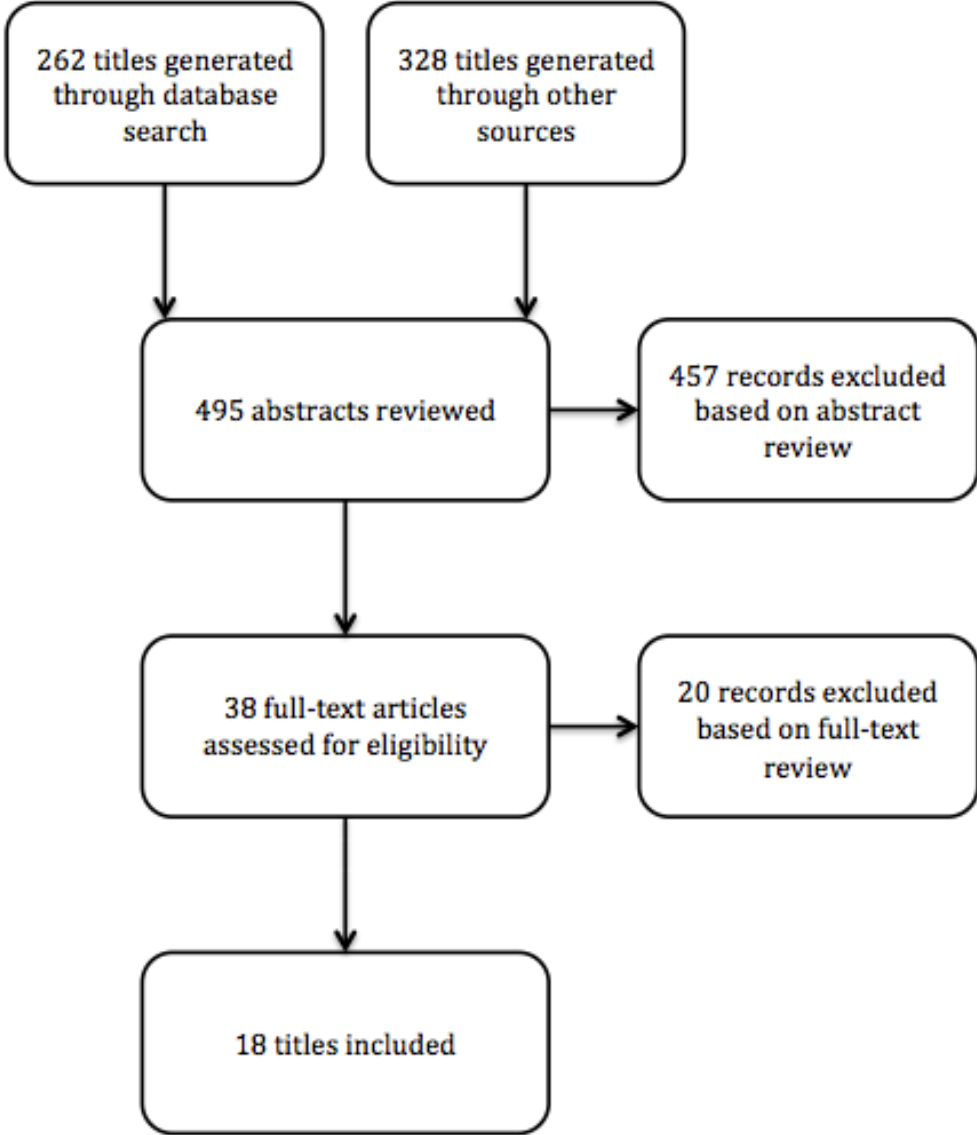 262 titles generated
through database
search
328 titles generated
through other
sources
495 abstracts reviewed
457 records excluded
based on abstract
review
38 full-text articles
assessed for eligibility
20 records excluded
based on full-text
review
18 titles included